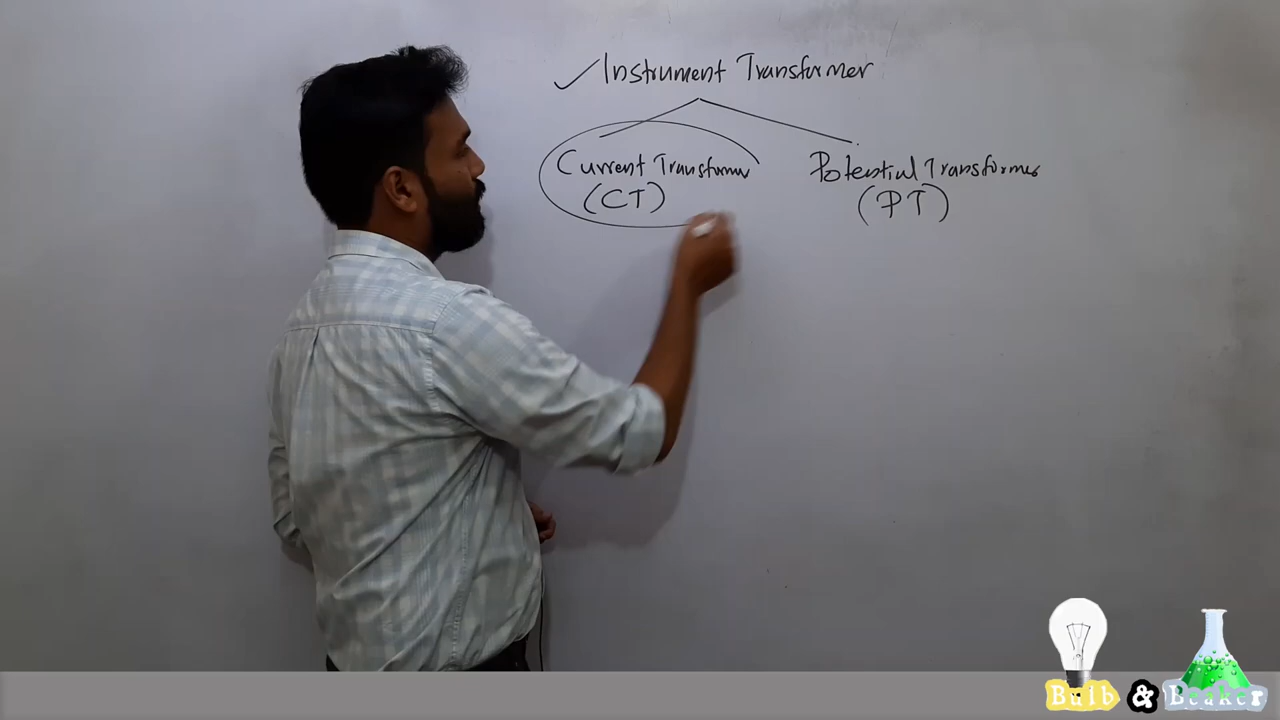 Instrument Transformer
Current Transformer
(CT)
Potential Transformer
(PT)
Bulb & Beaker